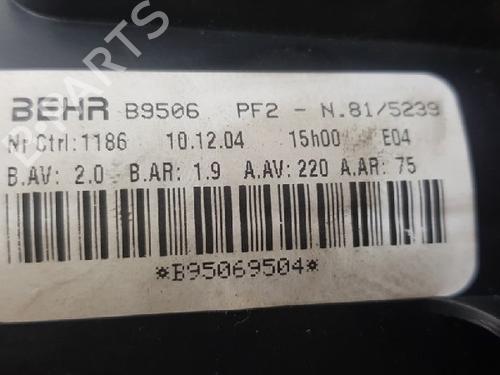 BEHR B9506 PF2 - N.81/5239
Nr Ctrl:1186 10.12.04 15h00 E04
B.AV: 2.0 B.AR: 1.9 A.AV: 220 A.AR: 75
*B95069504*
B-PARTS